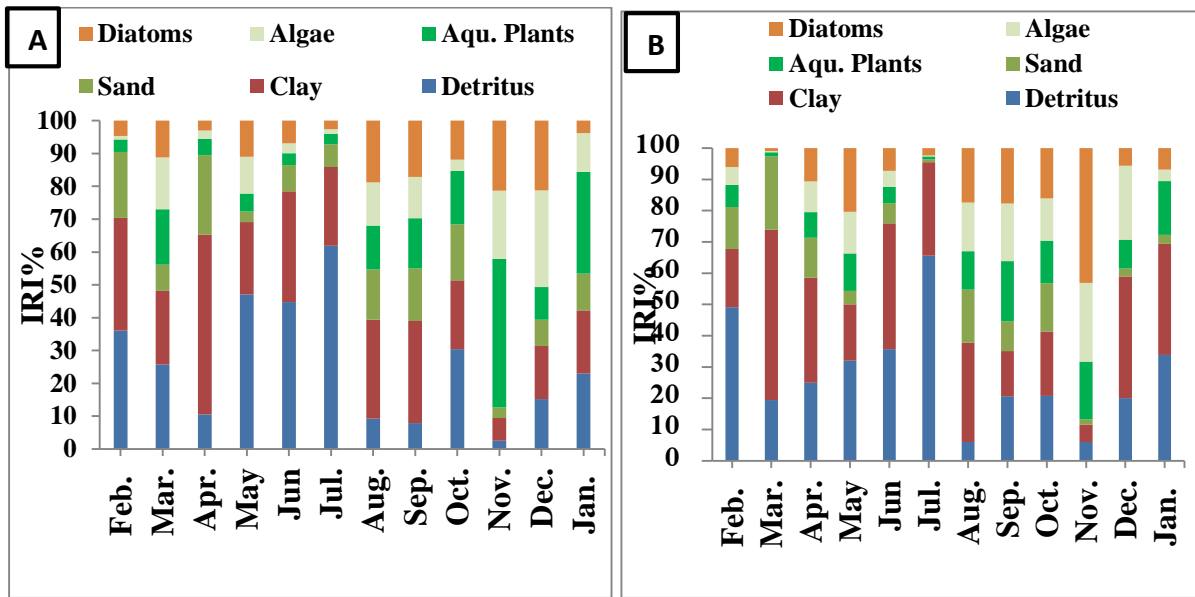 A
Diatoms Algae Aqu. Plants
Sand Clay Detritus
IRI%
100
90
80
70
60
50
40
30
20
10
0
Feb. Mar. Apr. May Jun Jul. Aug. Sep. Oct. Nov. Dec. Jan.
B
Diatoms Algae
Aqu. Plants Sand
Clay Detritus
IRI%
100
90
80
70
60
50
40
30
20
10
0
Feb. Mar. Apr. May Jun Jul. Aug. Sep. Oct. Nov. Dec. Jan.